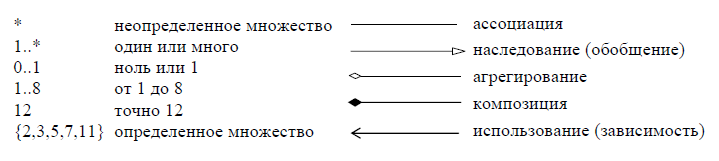 * неопределенное множество ассоциация
1..* один или много наследование (обобщение)
0..1 ноль или 1 агрегирование
1..8 от 1 до 8 композиция
12 точно 12 использование (зависимость)
{2,3,5,7,11} определенное множество